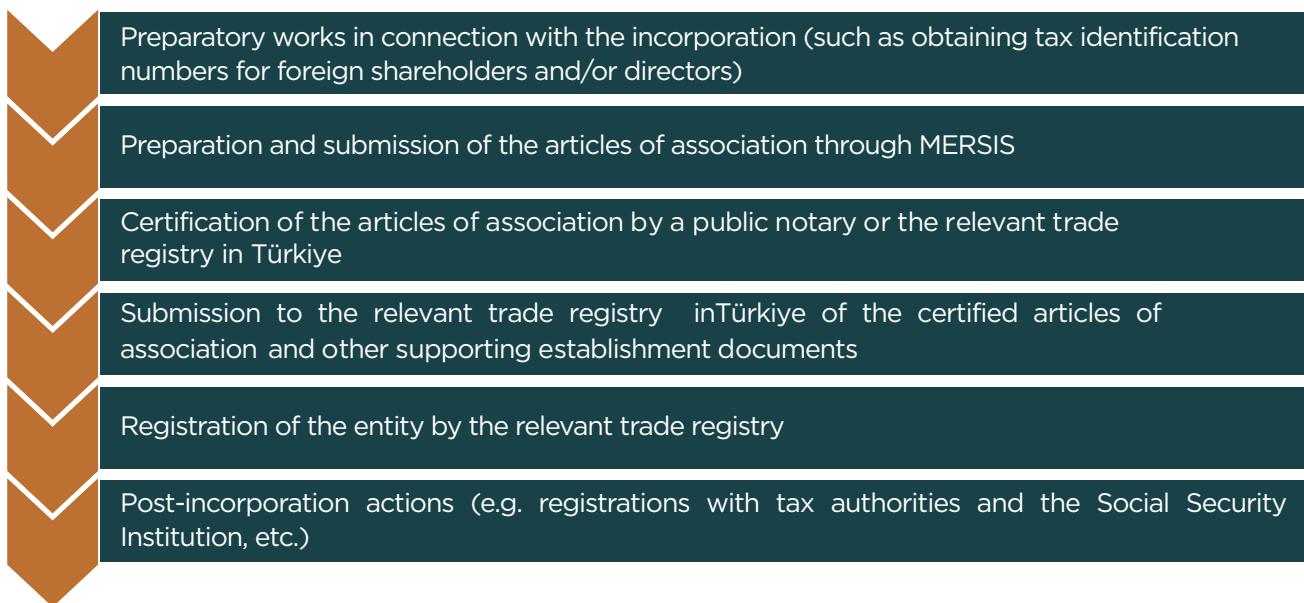 Preparatory works in connection with the incorporation (such as obtaining tax identification
numbers for foreign shareholders and/or directors)
Preparation and submission of the articles of association through MERSIS
Certification of the articles of association by a public notary or the relevant trade
registry in Türkiye
Submission to the relevant trade registry inTürkiye of the certified articles of
association and other supporting establishment documents
Registration of the entity by the relevant trade registry
Post-incorporation actions (e.g. registrations with tax authorities and the Social Security
Institution, etc.)